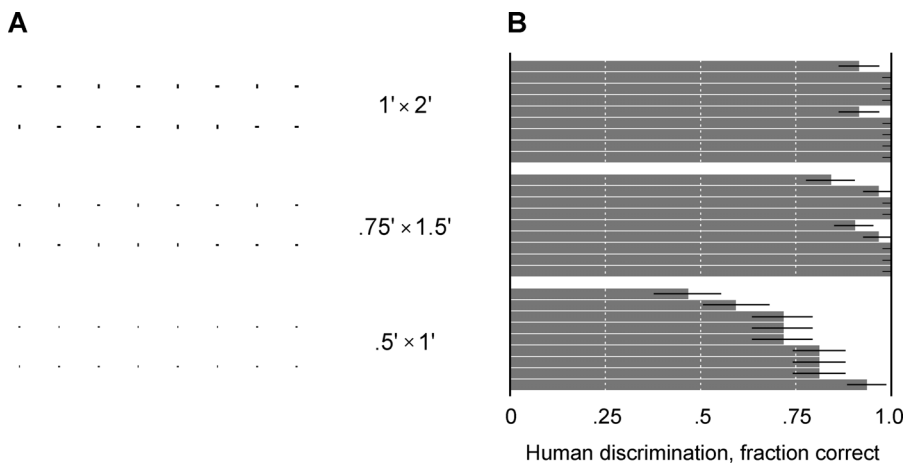 A
B
1' × 2'
.75' × 1.5'
.5' × 1'
0 .25 .5 .75 1.0
Human discrimination, fraction correct